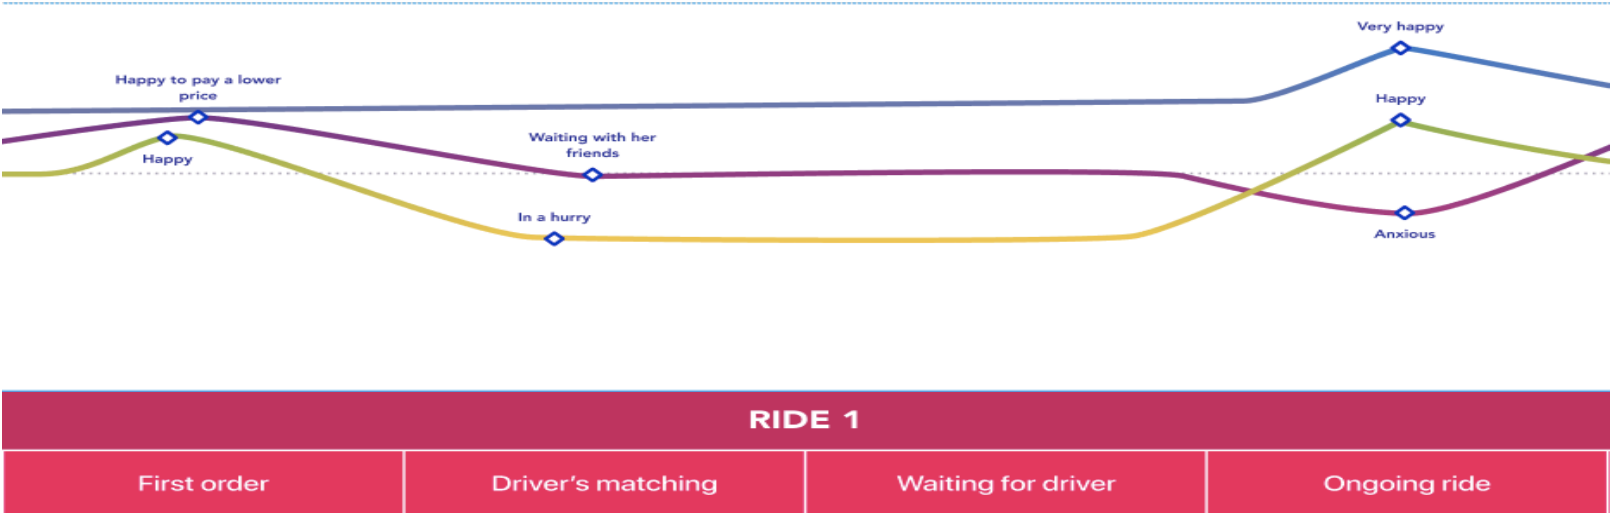 Very happy
Happy to pay a lower
price
Happy
Happy
Waiting with her
friends
In a hurry
Anxious
RIDE 1
First order
Driver’s matching
Waiting for driver
Ongoing ride